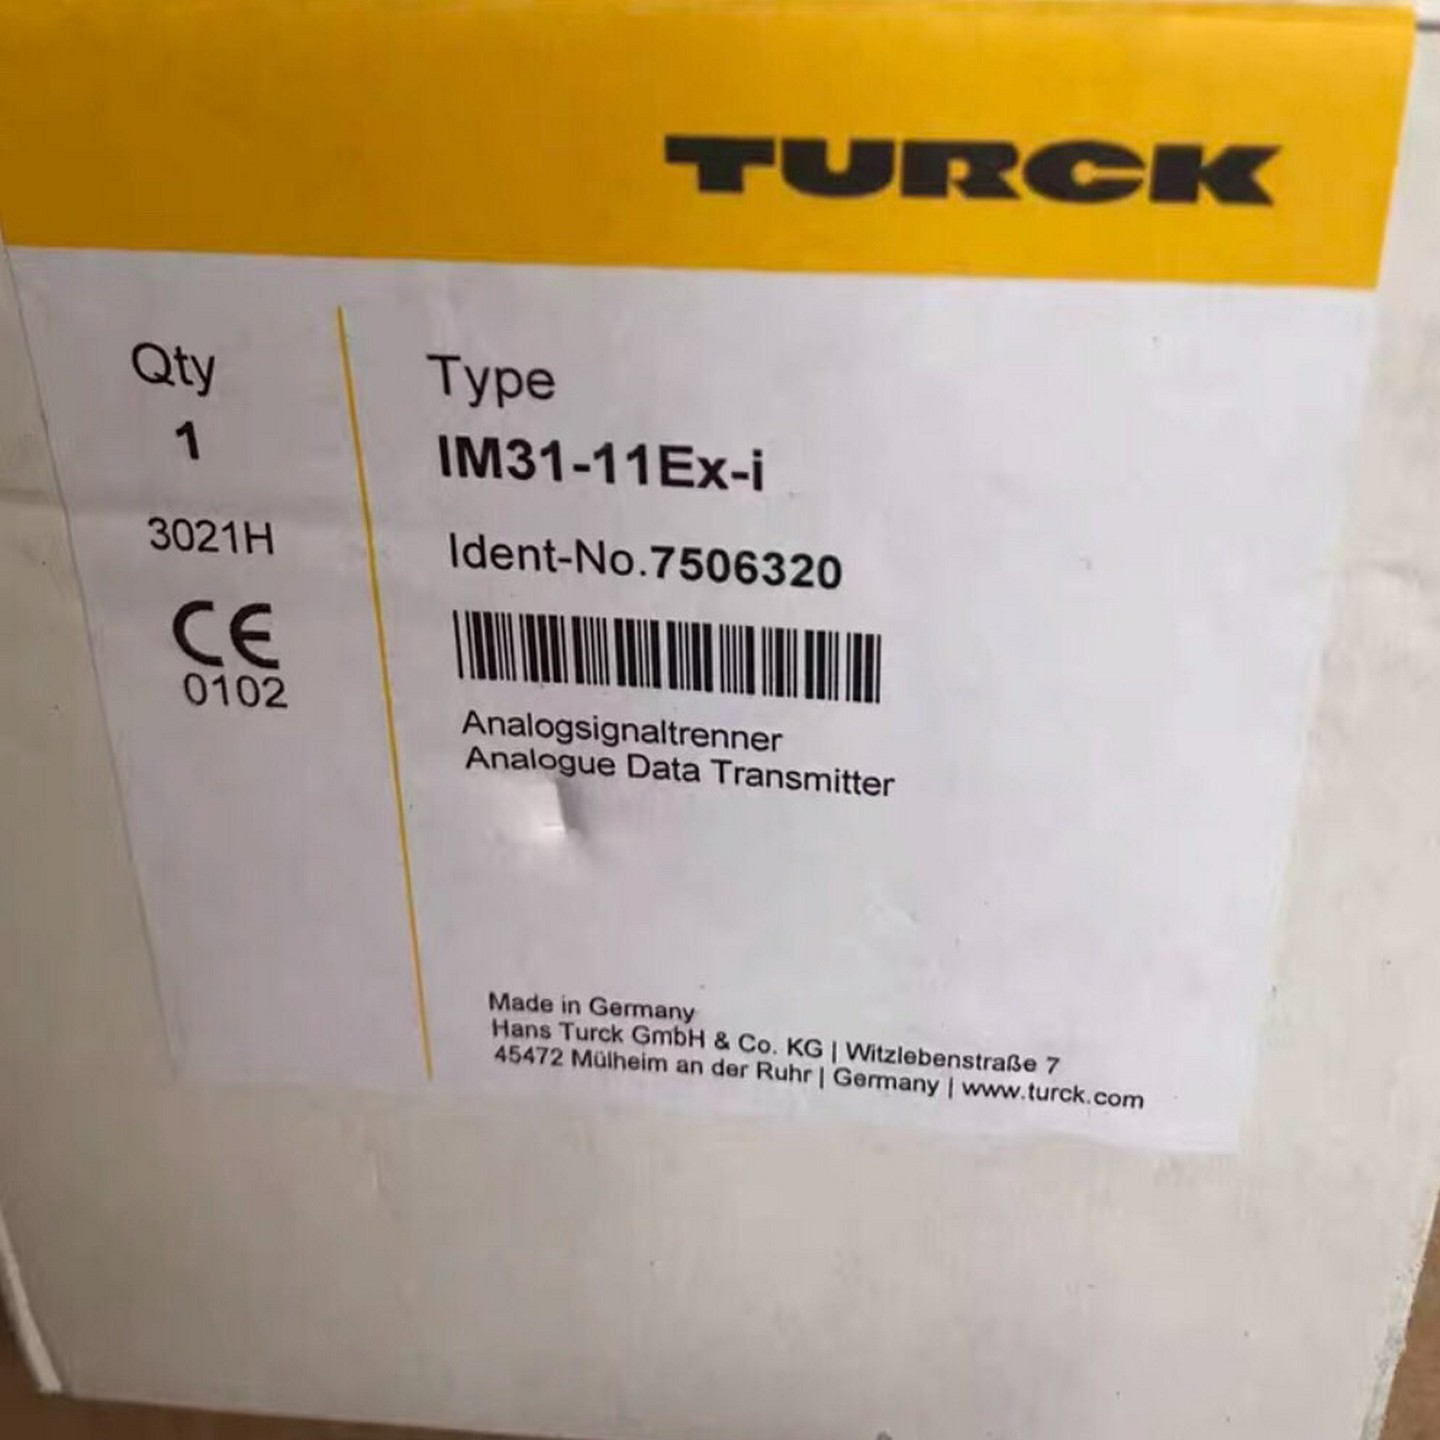 TURCK
Qty
1
3021H
CE
0102
Type
IM31-11Ex-i
Ident-No.7506320
Analogsignaltrenner
Analogue Data Transmitter
Made in Germany
Hans Turck GmbH & Co. KG | Witzlebenstraße 7
45472 Mülheim an der Ruhr | Germany | www.turck.com